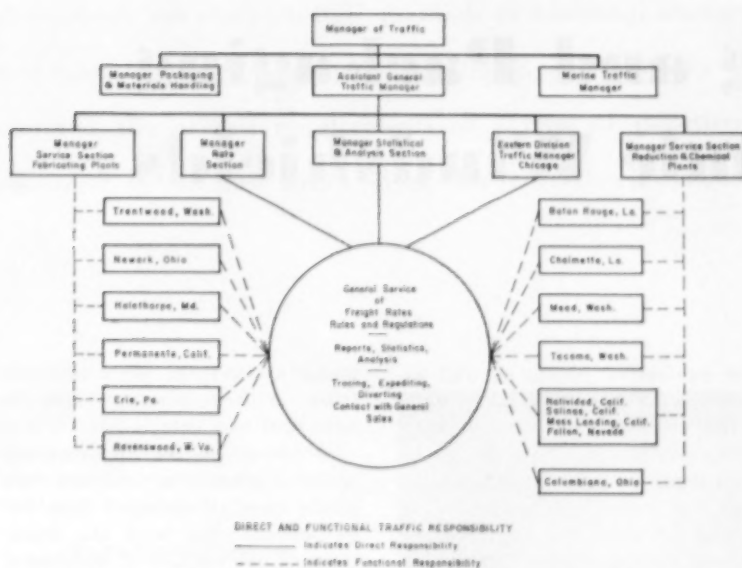 Manager of Traffic
Manager Packaging
& Materials Handling
Assistant General
Traffic Manager
Marine Traffic
Manager
Manager
Service Section
Fabricating Plants
Manager
Rate
Section
Manager Statistical
& Analysis Section
Eastern Division
Traffic Manager
Chicago
Manager Service Section
Reduction & Chemical
Plants
Trentwood, Wash.
Newark, Ohio
Halethorpe, Md.
Permanente, Calif.
Erie, Pa.
Ravenswood, W. Va.
General Service
of
Freight Rates
Rules and Regulations
Reports, Statistics,
Analysis
Tracing, Expediting,
Diverting
Contact with General
Sales
Baton Rouge, La.
Chalmette, La.
Mead, Wash.
Tacoma, Wash.
Natividad, Calif.
Salinas, Calif.
Moss Landing, Calif.
Fallon, Nevada
Columbiana, Ohio
DIRECT AND FUNCTIONAL TRAFFIC RESPONSIBILITY
Indicates Direct Responsibility
Indicates Functional Responsibility